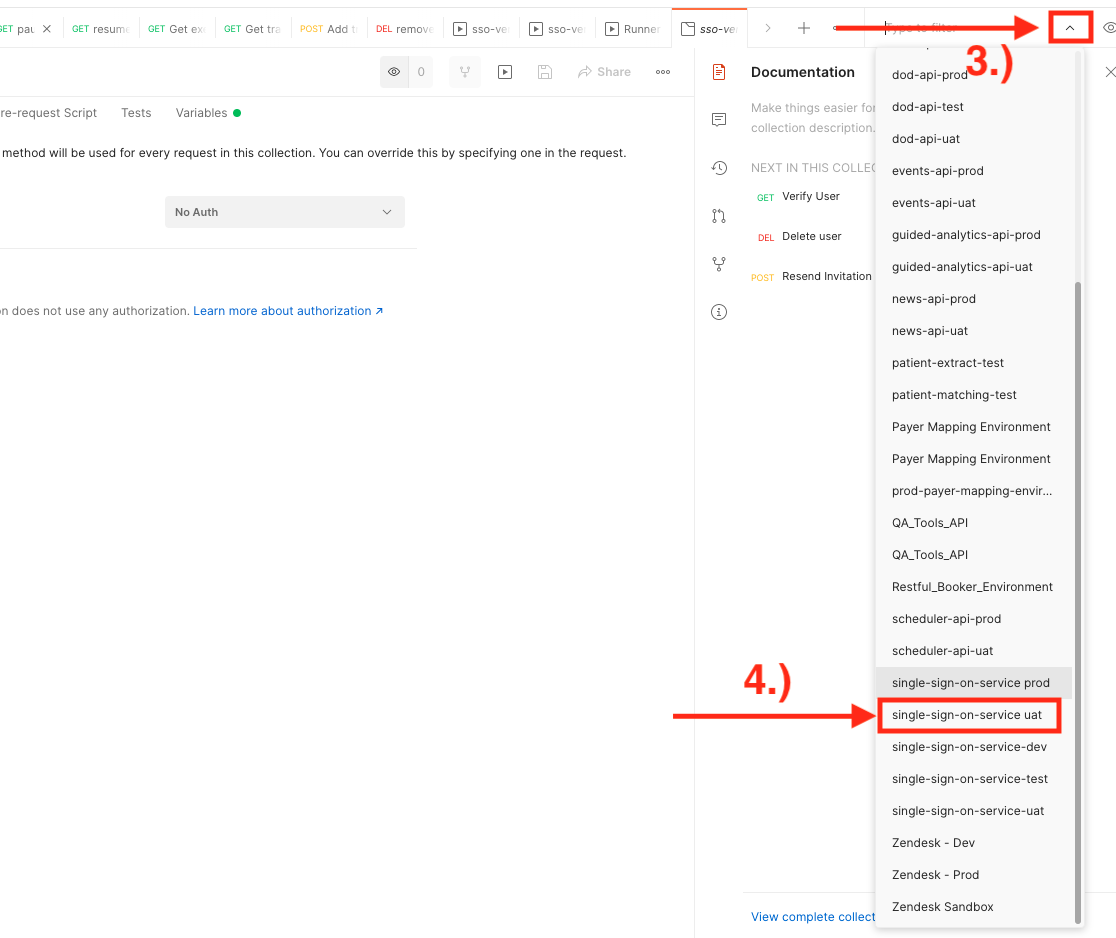 GET pau
GET resume
GET Get ex
GET Get tra
POST Add t
DEL remove
sso-ver
sso-ver
Runner
sso-ve
Type to filter
3.)
0
Share
re-request Script
Tests
Variables
method will be used for every request in this collection. You can override this by specifying one in the request.
No Auth
n does not use any authorization. Learn more about authorization ↗
Documentation
Make things easier for
collection description.
NEXT IN THIS COLLEC
GET Verify User
DEL Delete user
POST Resend Invitation
View complete collect
dod-api-prod
dod-api-test
dod-api-uat
events-api-prod
events-api-uat
guided-analytics-api-prod
guided-analytics-api-uat
news-api-prod
news-api-uat
patient-extract-test
patient-matching-test
Payer Mapping Environment
Payer Mapping Environment
prod-payer-mapping-envir...
QA_Tools_API
QA_Tools_API
Restful_Booker_Environment
scheduler-api-prod
scheduler-api-uat
single-sign-on-service prod
4.)
single-sign-on-service uat
single-sign-on-service-dev
single-sign-on-service-test
single-sign-on-service-uat
Zendesk - Dev
Zendesk - Prod
Zendesk Sandbox